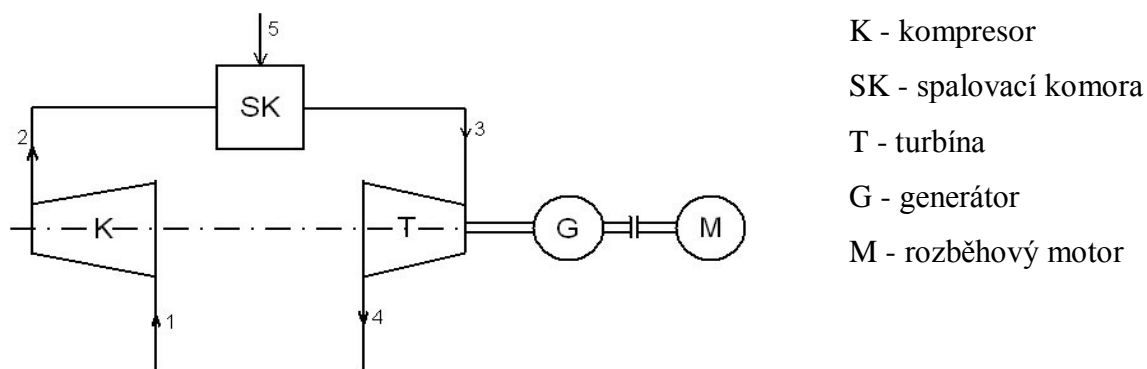 5
K - kompresor
SK
SK - spalovací komora
2
3
T - turbína
K
T
G
M
G - generátor
M - rozběhový motor
1
4